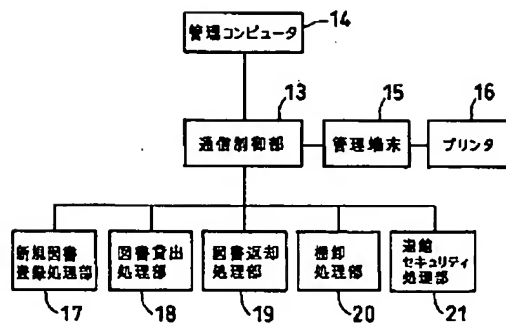 管理コンピュータ
14
13
15
16
通信制御部
管理端末
プリンタ
新規図書
登録処理部
図書貸出
処理部
図書返却
処理部
棚卸
処理部
退館
セキュリティ
処理部
17
18
19
20
21